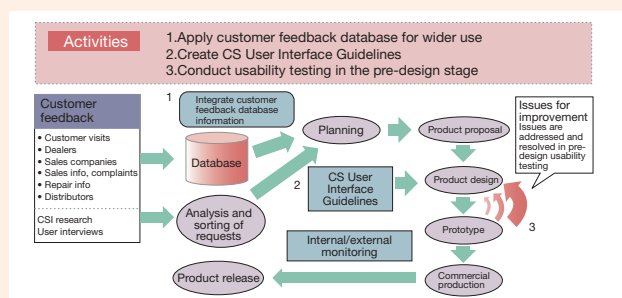 Activities
1.Apply customer feedback database for wider use
2.Create CS User Interface Guidelines
3.Conduct usability testing in the pre-design stage
Customer
feedback
• Customer visits
• Dealers
• Sales companies
• Sales info, complaints
• Repair info
• Distributors
CSI research
User interviews
1
Integrate customer
feedback database
information
Database
Analysis and
sorting of
requests
Planning
2
CS User
Interface
Guidelines
Product proposal
Product design
Prototype
Commercial
production
Issues for
improvement
Issues are
addressed and
resolved in pre-
design usability
testing
3
Internal/external
monitoring
Product release